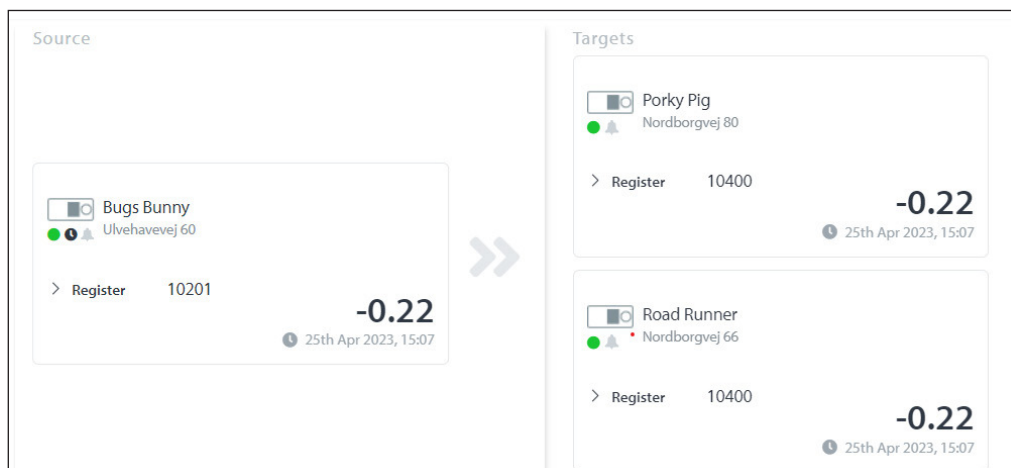 Source
Bugs Bunny
Ulvehavevej 60
Register 10201
-0.22
25th Apr 2023, 15:07
Targets
Porky Pig
Nordborgvej 80
Register 10400
-0.22
25th Apr 2023, 15:07
Road Runner
Nordborgvej 66
Register 10400
-0.22
25th Apr 2023, 15:07